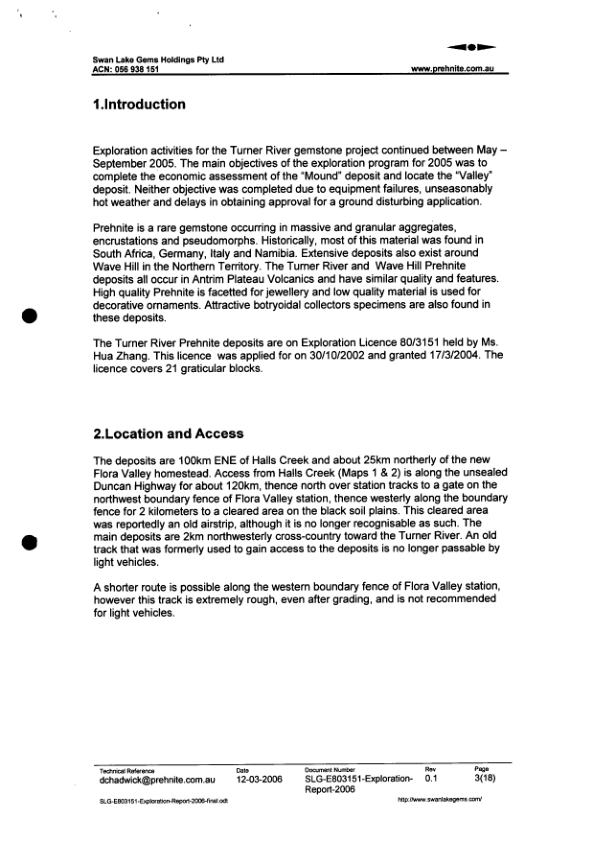 Swan Lake Gems Holdings Pty Ltd
ACN: 056 938 151 www.prehnite.com.au
1.Introduction
Exploration activities for the Turner River gemstone project continued between May –
September 2005. The main objectives of the exploration program for 2005 was to
complete the economic assessment of the "Mound" deposit and locate the "Valley"
deposit. Neither objective was completed due to equipment failures, unseasonably
hot weather and delays in obtaining approval for a ground disturbing application.
Prehnite is a rare gemstone occurring in massive and granular aggregates,
encrustations and pseudomorphs. Historically, most of this material was found in
South Africa, Germany, Italy and Namibia. Extensive deposits also exist around
Wave Hill in the Northern Territory. The Turner River and Wave Hill Prehnite
deposits all occur in Antrim Plateau Volcanics and have similar quality and features.
High quality Prehnite is facetted for jewellery and low quality material is used for
decorative ornaments. Attractive botryoidal collectors specimens are also found in
these deposits.
The Turner River Prehnite deposits are on Exploration Licence 80/3151 held by Ms.
Hua Zhang. This licence was applied for on 30/10/2002 and granted 17/3/2004. The
licence covers 21 graticular blocks.
2.Location and Access
The deposits are 100km ENE of Halls Creek and about 25km northerly of the new
Flora Valley homestead. Access from Halls Creek (Maps 1 & 2) is along the unsealed
Duncan Highway for about 120km, thence north over station tracks to a gate on the
northwest boundary fence of Flora Valley station, thence westerly along the boundary
fence for 2 kilometers to a cleared area on the black soil plains. This cleared area
was reportedly an old airstrip, although it is no longer recognisable as such. The
main deposits are 2km northwesterly cross-country toward the Turner River. An old
track that was formerly used to gain access to the deposits is no longer passable by
light vehicles.
A shorter route is possible along the western boundary fence of Flora Valley station,
however this track is extremely rough, even after grading, and is not recommended
for light vehicles.
Technical Reference Date Document Number Rev Page
dchadwick@prehnite.com.au 12-03-2006 SLG-E803151-Exploration- 0.1 3(18)
Report-2006
SLG-E803151-Exploration-Report-2006-final.odt http://www.swanlakegems.com/